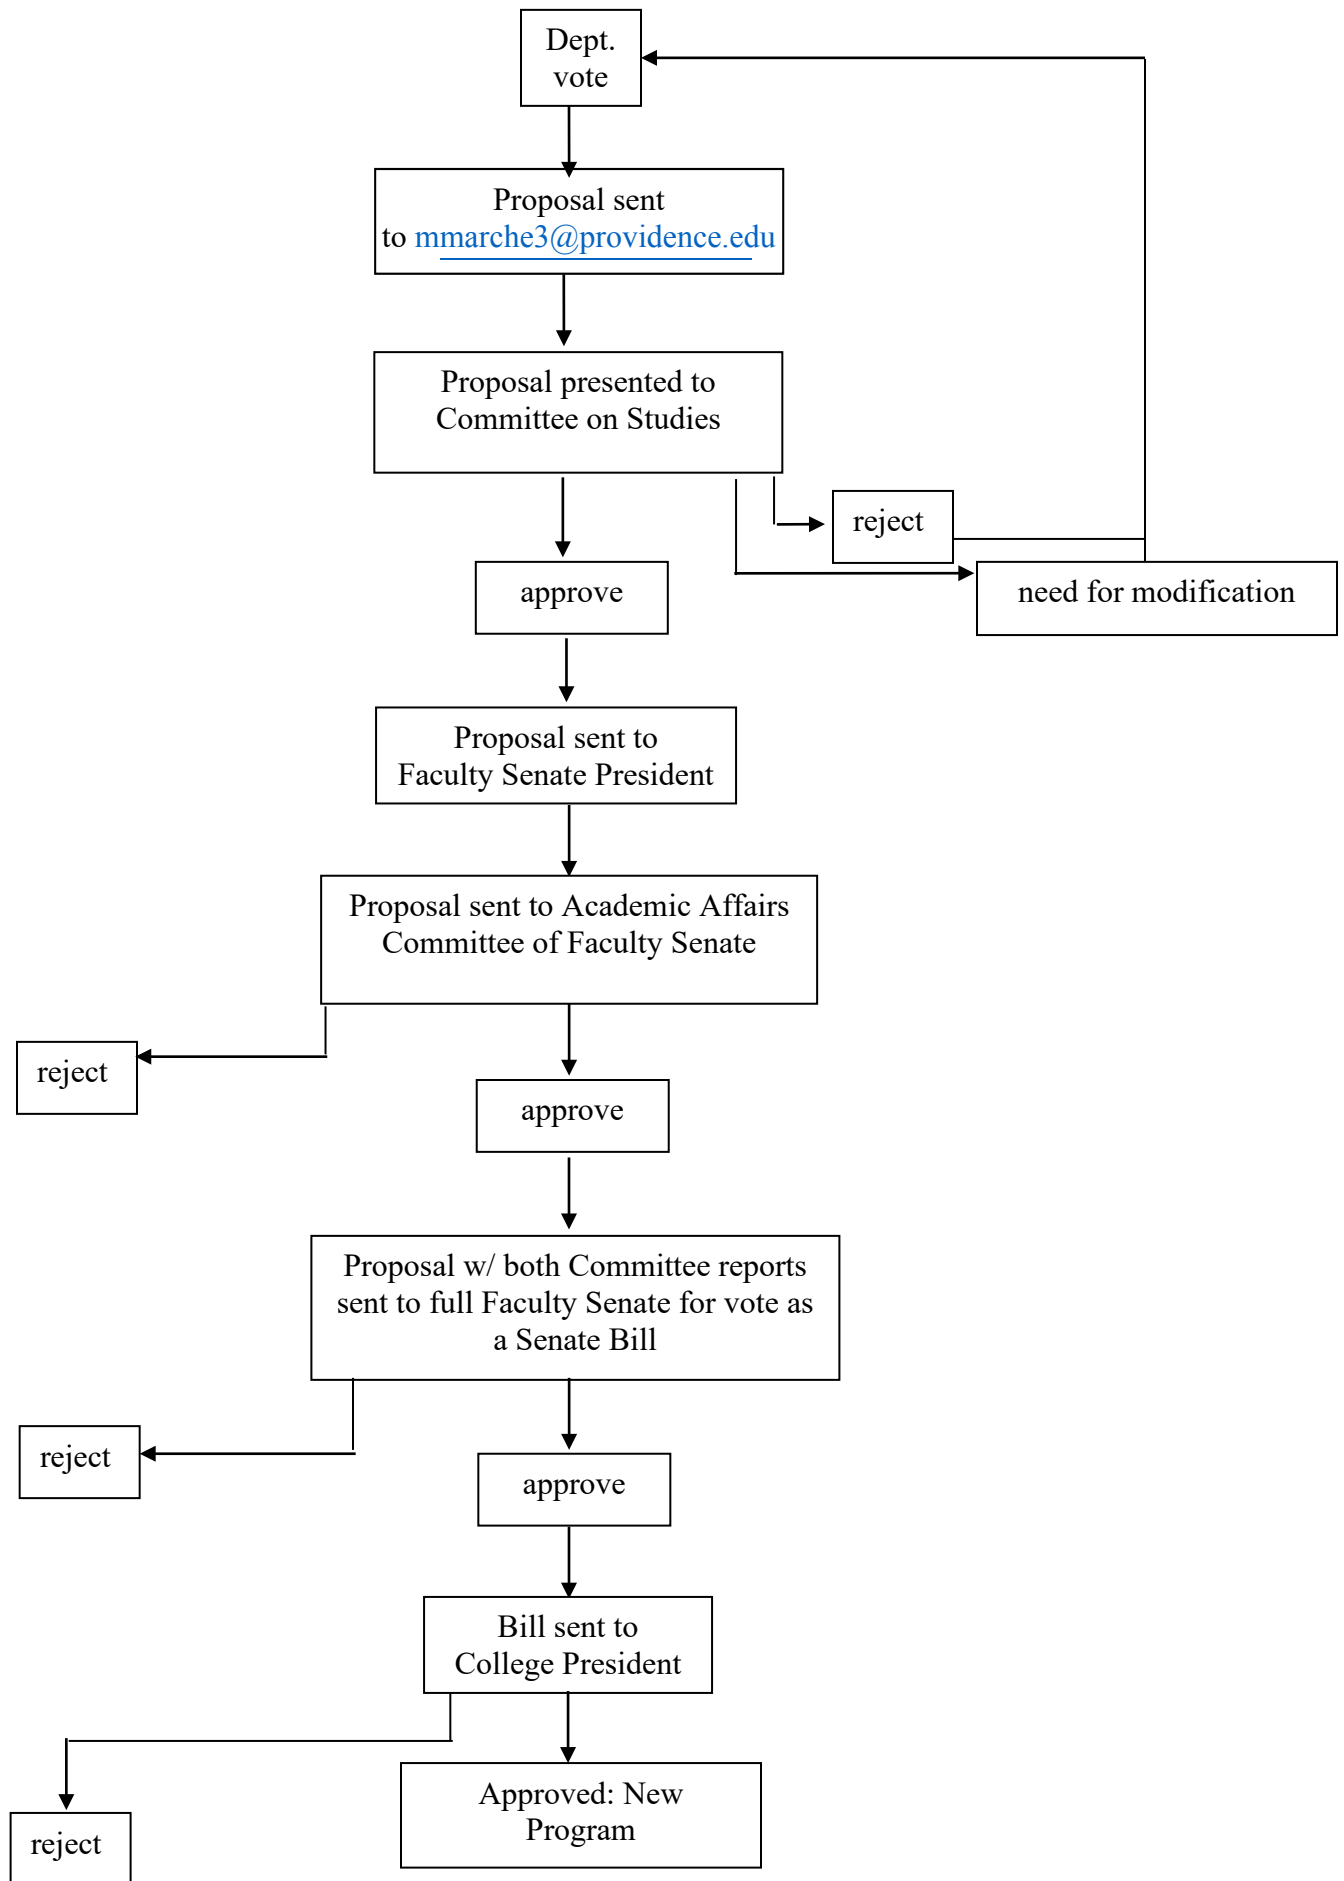 Dept.
vote
Proposal sent
to mmarche3@providence.edu
Proposal presented to
Committee on Studies
reject
approve
need for modification
Proposal sent to
Faculty Senate President
Proposal sent to Academic Affairs
Committee of Faculty Senate
reject
approve
Proposal w/ both Committee reports
sent to full Faculty Senate for vote as
a Senate Bill
reject
approve
Bill sent to
College President
Approved: New
Program
reject